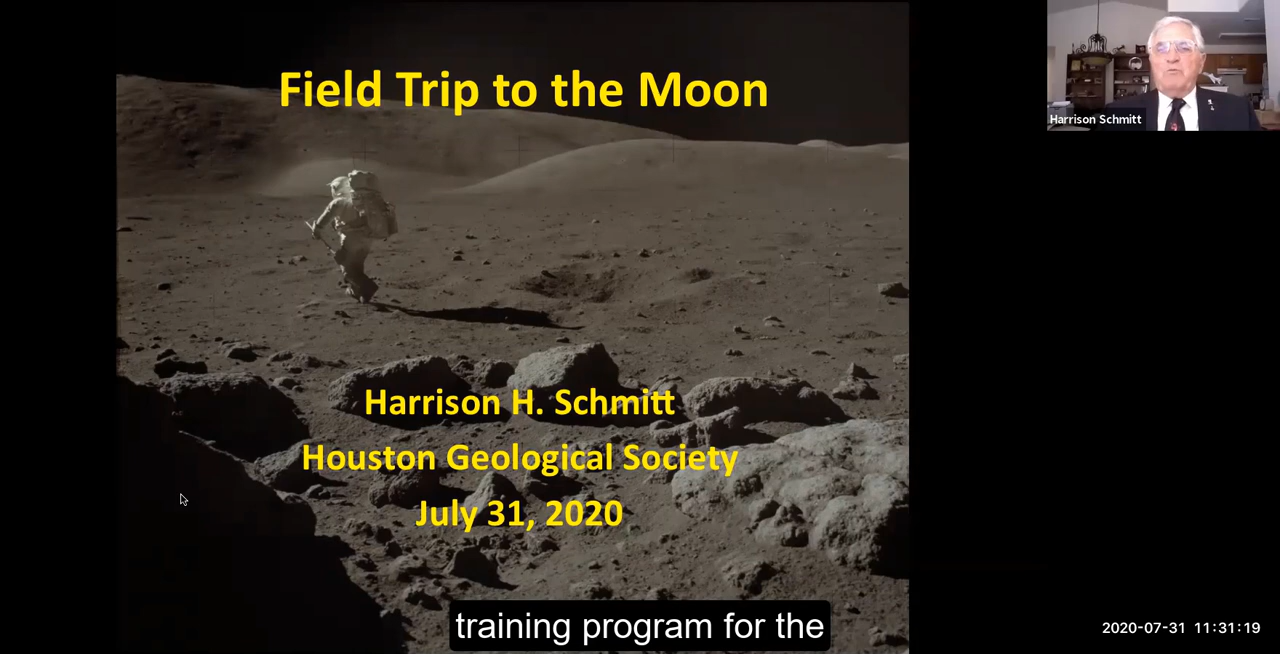 Field Trip to the Moon
Harrison Schmitt
Harrison H. Schmitt
Houston Geological Society
July 31, 2020
training program for the
2020-07-31 11:31:19